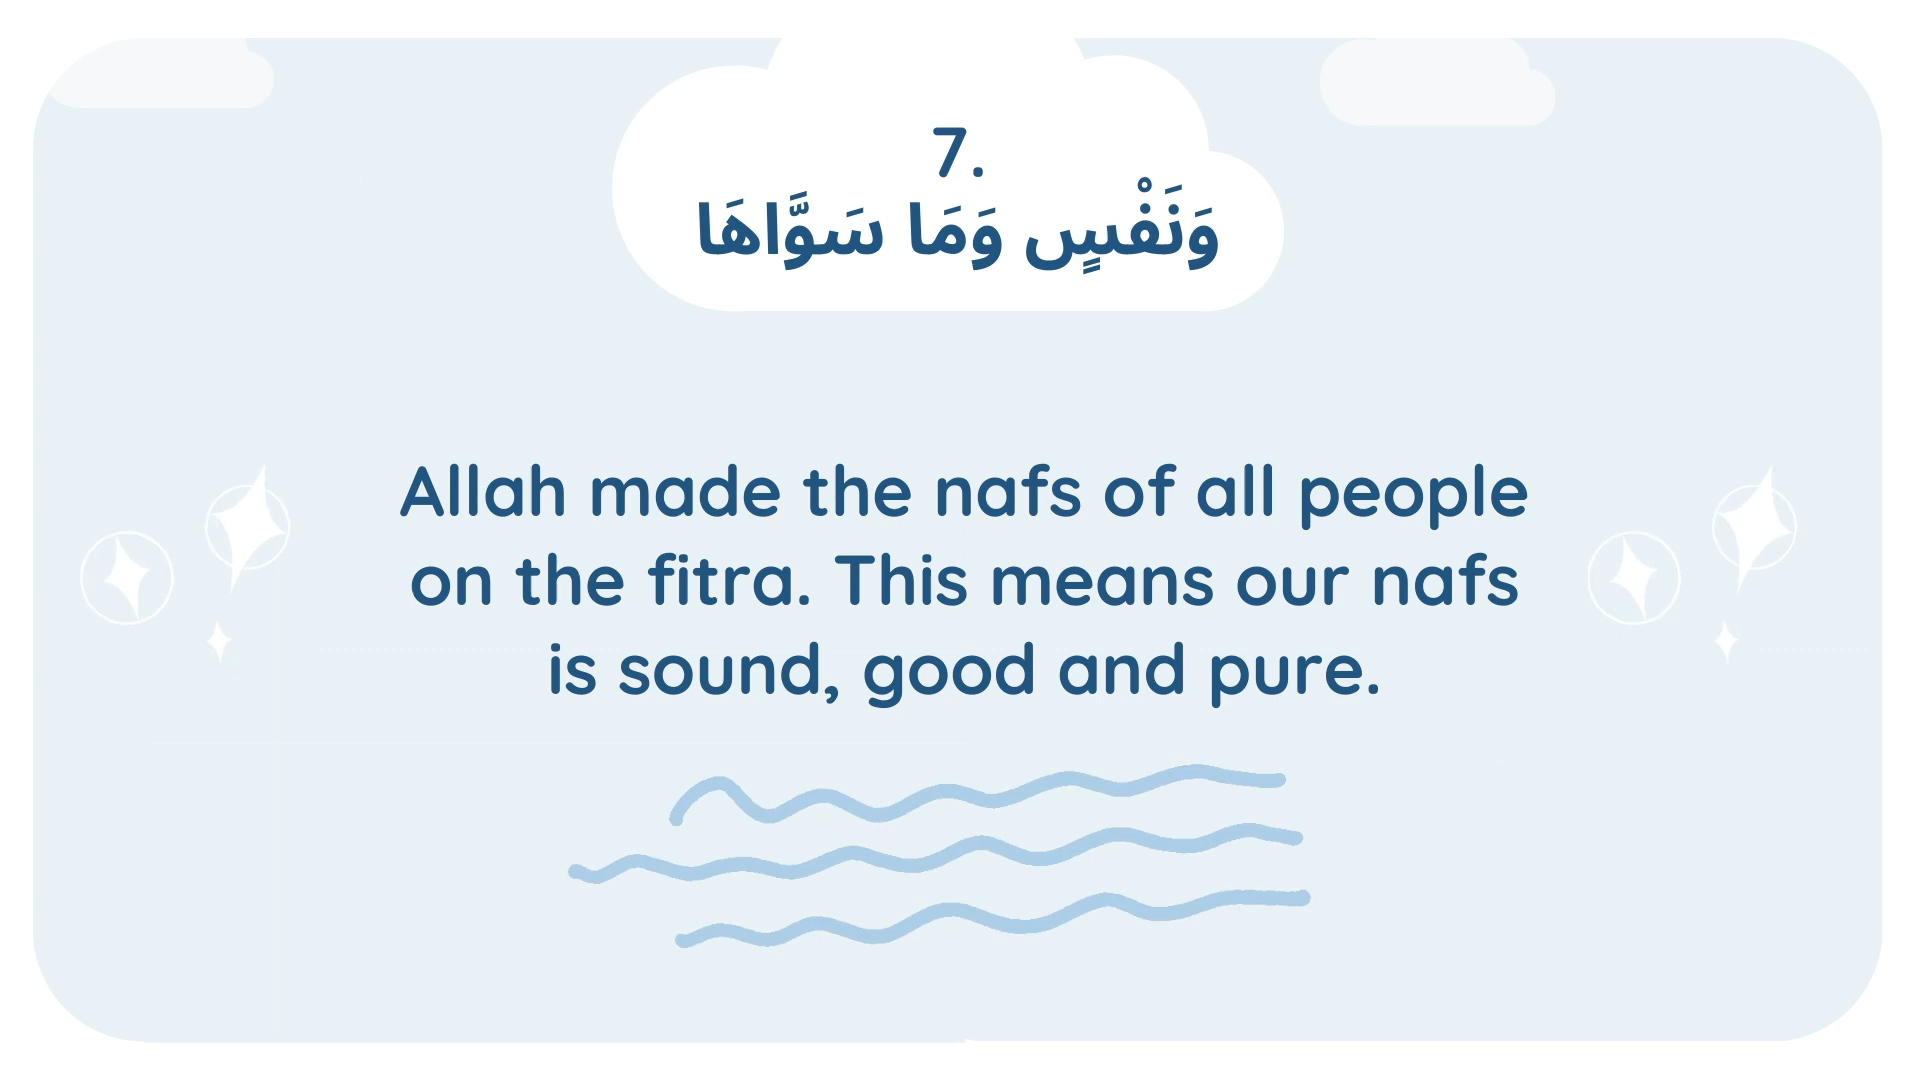 7.
وَنَفْسٍ وَمَا سَوَّاهَا
Allah made the nafs of all people
on the fitra. This means our nafs
is sound, good and pure.